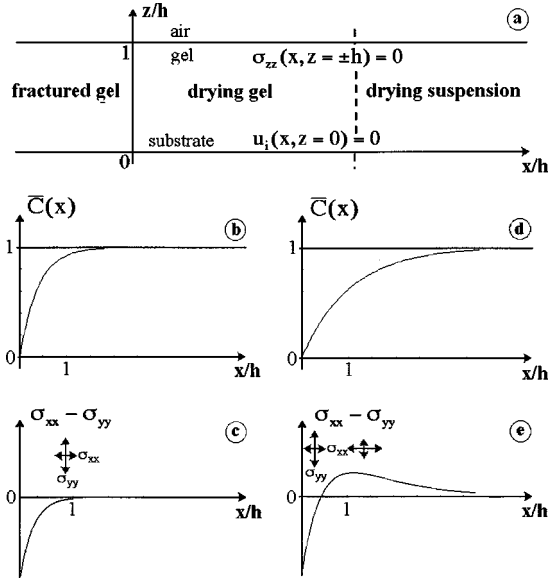 z/h
a
air
1
gel
σzz(x, z = ±h) = 0
fractured gel
drying gel
drying suspension
substrate
ui(x, z = 0) = 0
0
x/h
C̅(x)
b
1
0
1
x/h
C̅(x)
d
1
0
1
x/h
σxx − σyy
c
σxx
σyy
0
1
x/h
σxx − σyy
e
σxx
σyy
0
1
x/h